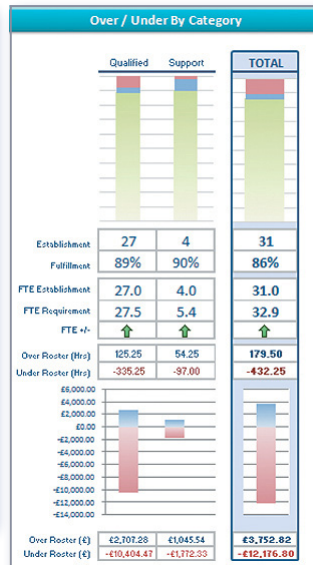 Over / Under By Category
Qualified Support TOTAL
Establishment 27 4 31
Fulfillment 89% 90% 86%
FTE Establishment 27.0 4.0 31.0
FTE Requirement 27.5 5.4 32.9
FTE +/-
Over Roster (Hrs) 125.25 54.25 179.50
Under Roster (Hrs) -335.25 -97.00 -432.25
£6,000.00
£4,000.00
£2,000.00
£0.00
-£2,000.00
-£4,000.00
-£6,000.00
-£8,000.00
-£10,000.00
-£12,000.00
-£14,000.00
Over Roster (£) £2,707.28 £1,045.54 £3,752.82
Under Roster (£) -£10,404.47 -£1,772.33 -£12,176.80